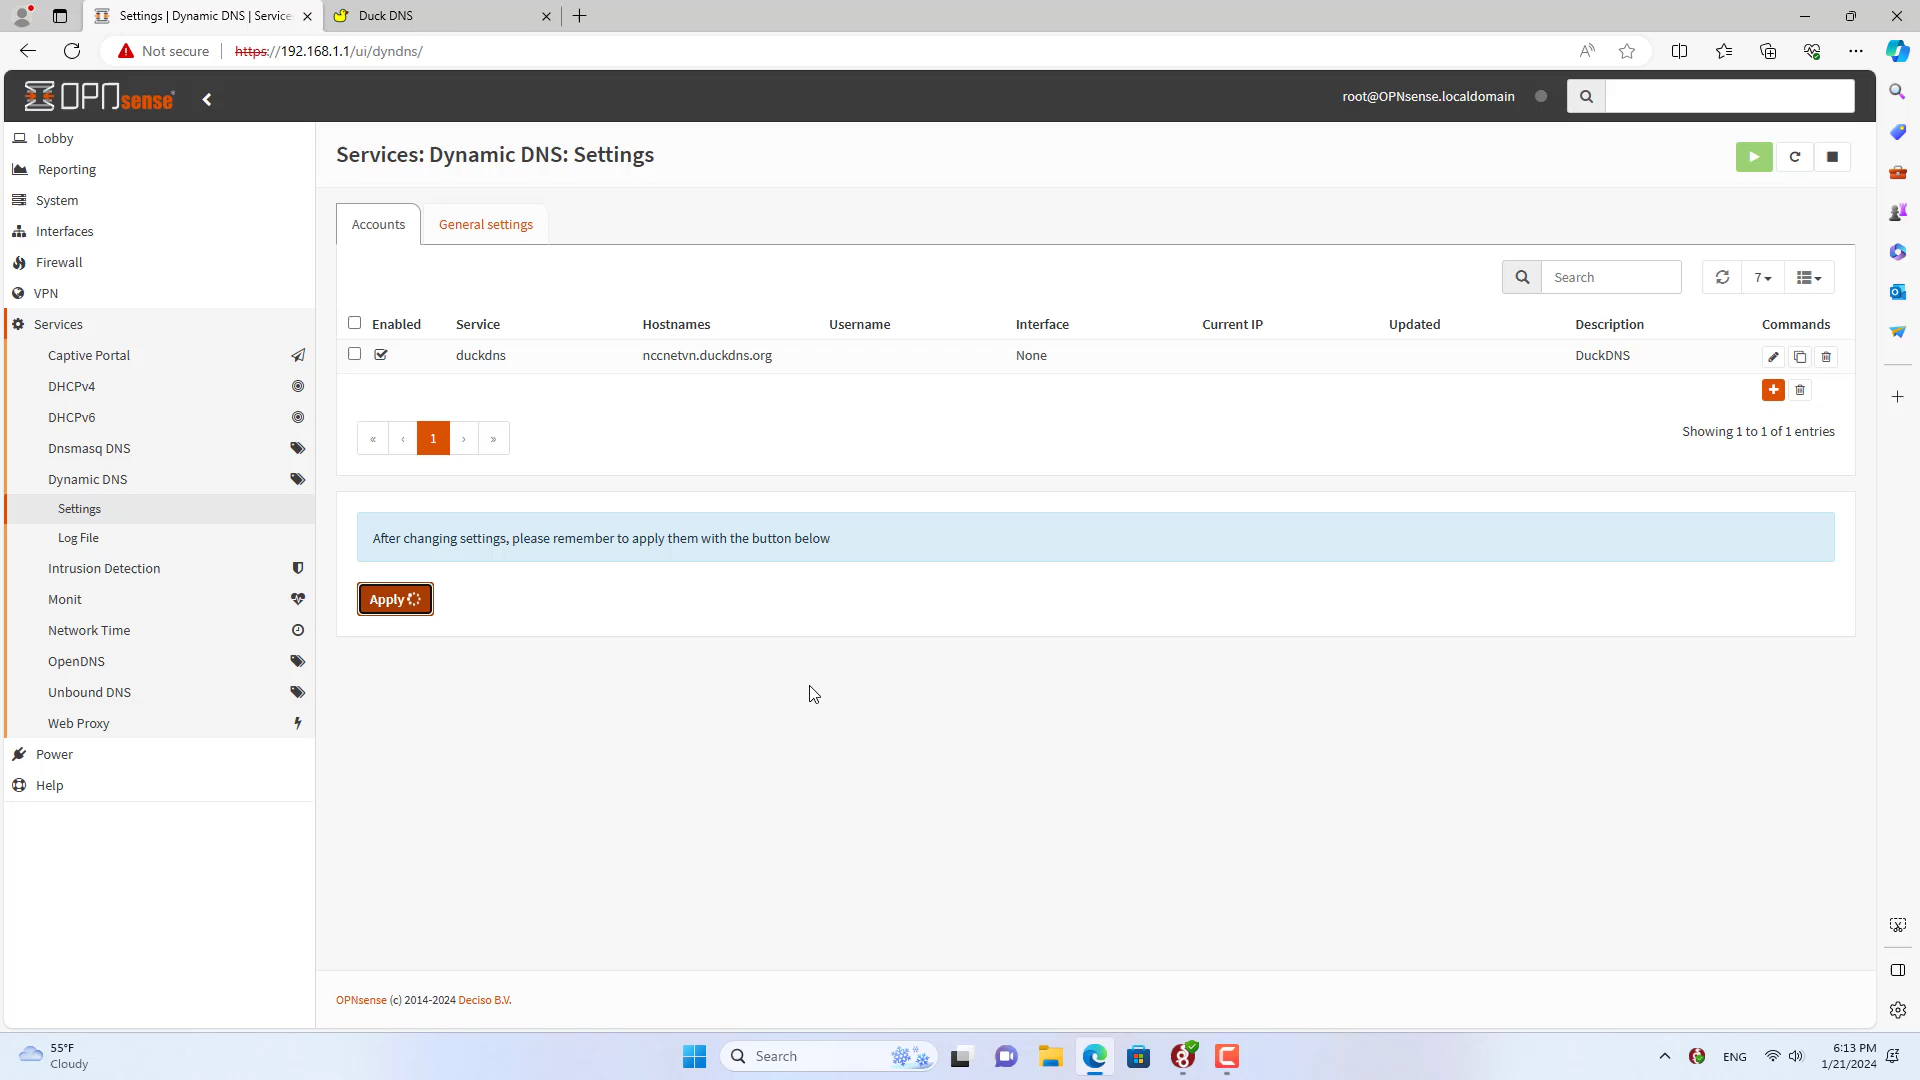 Settings | Dynamic DNS | Service
Duck DNS
Not secure
https://192.168.1.1/ui/dyndns/
OPNsense
root@OPNsense.localdomain
Lobby
Reporting
System
Interfaces
Firewall
VPN
Services
Captive Portal
DHCPv4
DHCPv6
Dnsmasq DNS
Dynamic DNS
Settings
Log File
Intrusion Detection
Monit
Network Time
OpenDNS
Unbound DNS
Web Proxy
Power
Help
Services: Dynamic DNS: Settings
Accounts
General settings
Search
7
Enabled Service Hostnames Username Interface Current IP Updated Description Commands
duckdns nccnetvn.duckdns.org None DuckDNS
« ‹ 1 › »
Showing 1 to 1 of 1 entries
After changing settings, please remember to apply them with the button below
Apply
OPNsense (c) 2014-2024 Deciso B.V.
55°F
Cloudy
Search
ENG
6:13 PM
1/21/2024